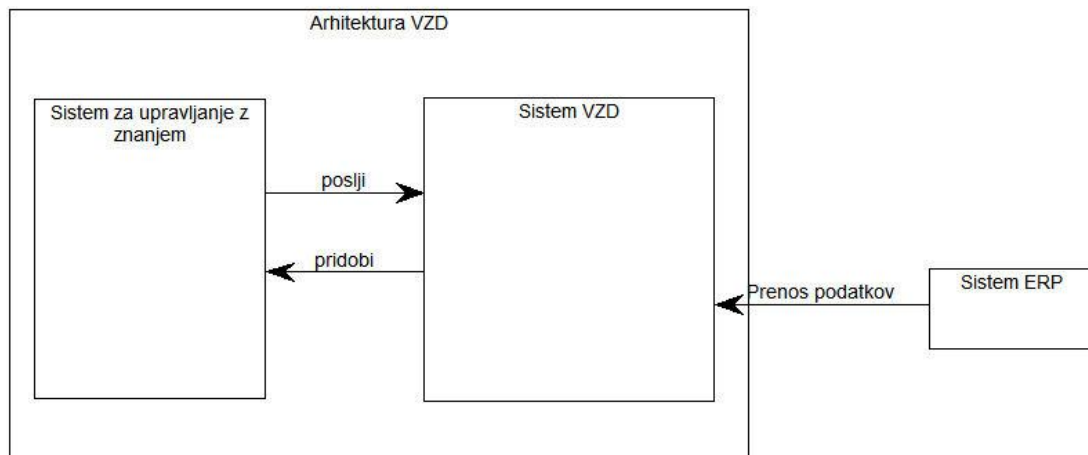 Arhitektura VZD
Sistem za upravljanje z
znanjem
Sistem VZD
poslji
pridobi
Prenos podatkov
Sistem ERP